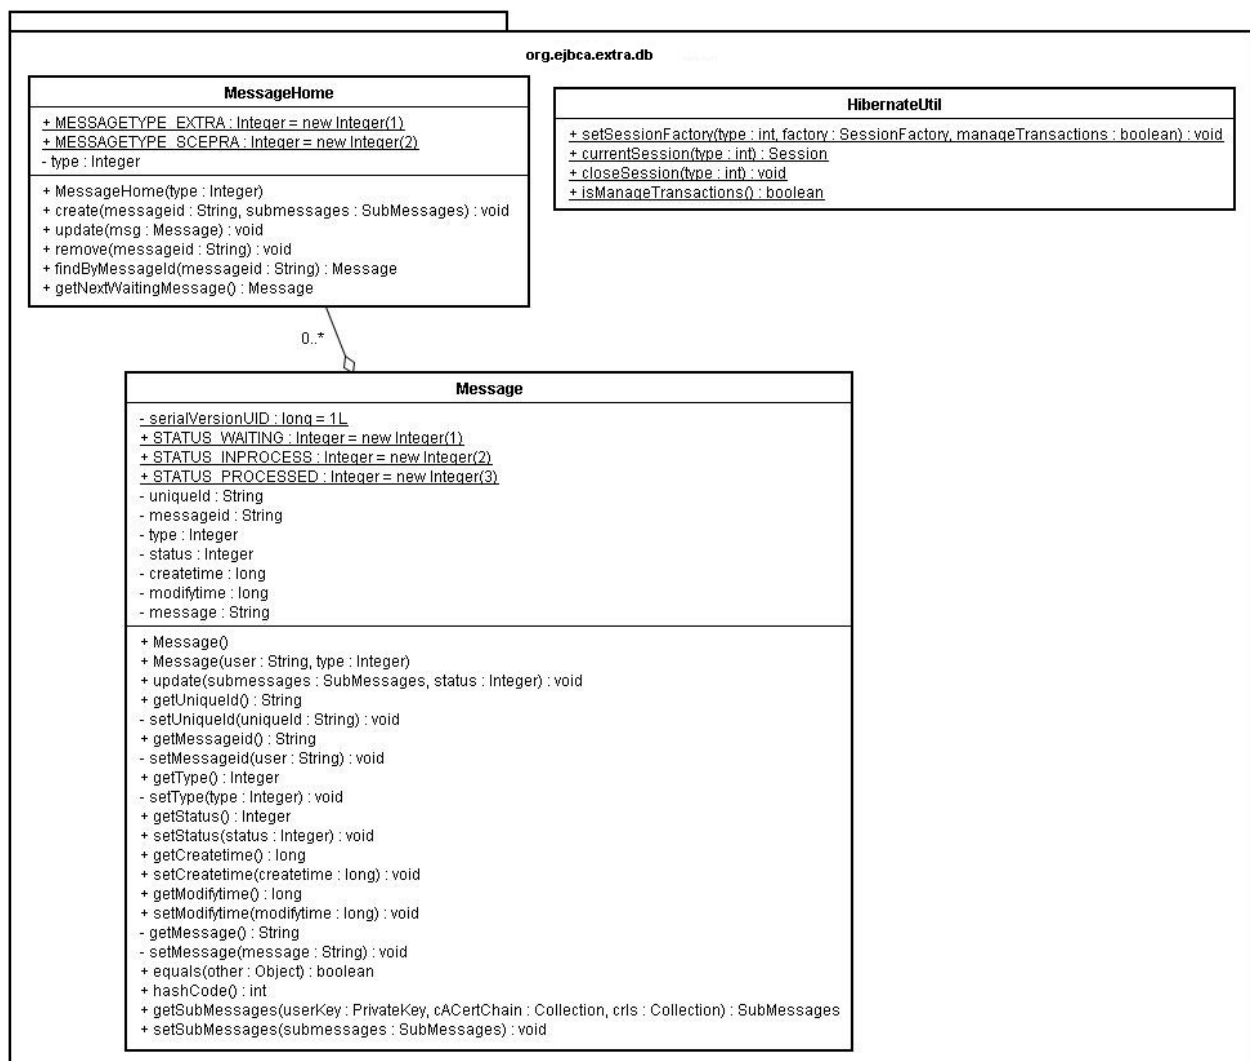 org.ejbca.extra.db
MessageHome
+ MESSAGETYPE_EXTRA : Integer = new Integer(1)
+ MESSAGETYPE_SCEPRA : Integer = new Integer(2)
- type : Integer
+ MessageHome(type : Integer)
+ create(messageid : String, submessages : SubMessages) : void
+ update(msg : Message) : void
+ remove(messageid : String) : void
+ findByMessageId(messageid : String) : Message
+ getNextWaitingMessage() : Message
HibernateUtil
+ setSessionFactory(type : int, factory : SessionFactory, manageTransactions : boolean) : void
+ currentSession(type : int) : Session
+ closeSession(type : int) : void
+ isManageTransactions() : boolean
0..*
Message
- serialVersionUID : long = 1L
+ STATUS_WAITING : Integer = new Integer(1)
+ STATUS_INPROCESS : Integer = new Integer(2)
+ STATUS_PROCESSED : Integer = new Integer(3)
- uniqueId : String
- messageid : String
- type : Integer
- status : Integer
- createtime : long
- modifytime : long
- message : String
+ Message()
+ Message(user : String, type : Integer)
+ update(submessages : SubMessages, status : Integer) : void
+ getUniqueId() : String
- setUniqueId(uniqueId : String) : void
+ getMessageid() : String
- setMessageid(user : String) : void
+ getType() : Integer
- setType(type : Integer) : void
+ getStatus() : Integer
+ setStatus(status : Integer) : void
+ getCreatetime() : long
+ setCreatetime(createtime : long) : void
+ getModifytime() : long
+ setModifytime(modifytime : long) : void
- getMessage() : String
- setMessage(message : String) : void
+ equals(other : Object) : boolean
+ hashCode() : int
+ getSubMessages(userKey : PrivateKey, cACertChain : Collection, crls : Collection) : SubMessages
+ setSubMessages(submessages : SubMessages) : void